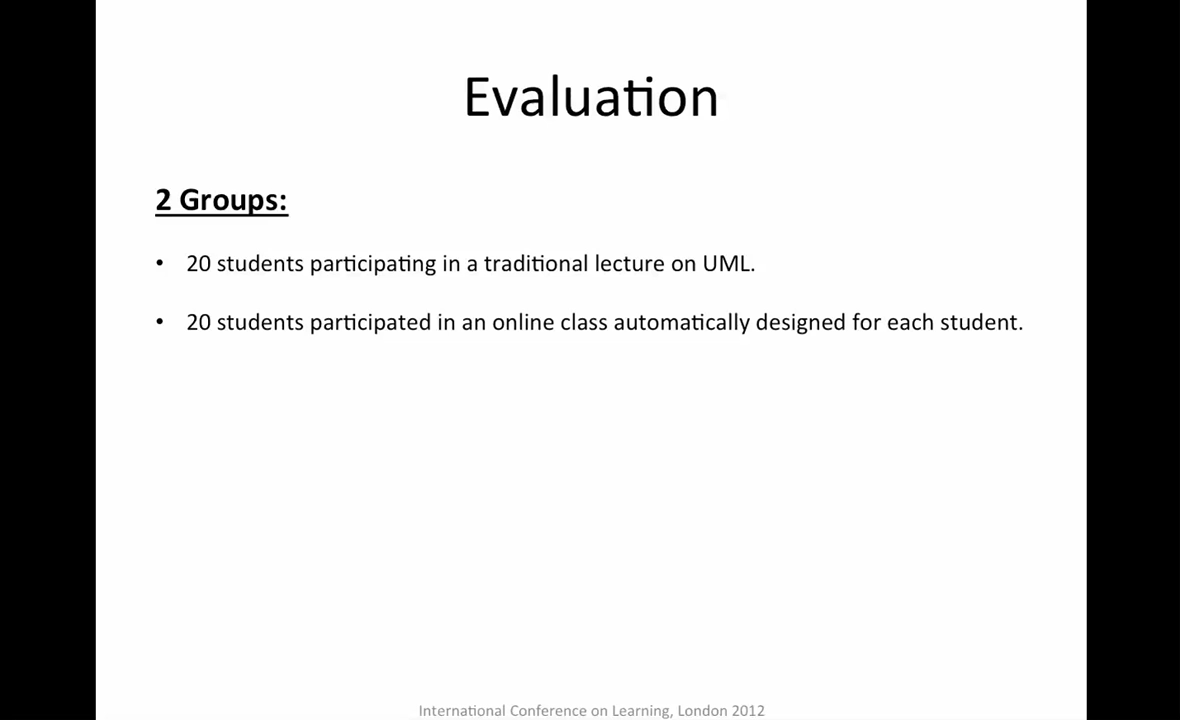 Evaluation
2 Groups:
• 20 students participating in a traditional lecture on UML.
• 20 students participated in an online class automatically designed for each student.
International Conference on Learning, London 2012